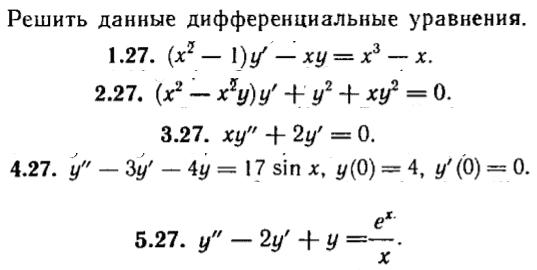 Решить данные дифференциальные уравнения.
1.27. (x² — 1)y′ — xy = x³ — x.
2.27. (x² — x²y)y′ + y² + xy² = 0.
3.27. xy″ + 2y′ = 0.
4.27. y″ — 3y′ — 4y = 17 sin x, y(0) = 4, y′(0) = 0.
5.27. y″ — 2y′ + y = eˣ/x.